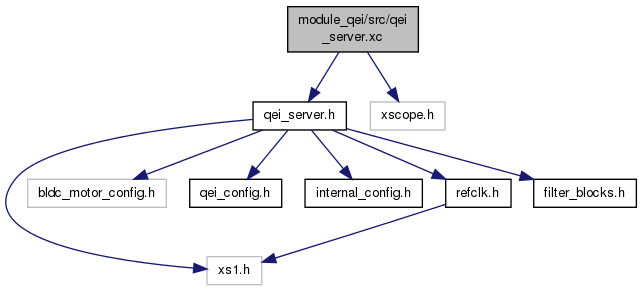 module_qei/src/qei
_server.xc
qei_server.h
xscope.h
bldc_motor_config.h
qei_config.h
internal_config.h
refclk.h
filter_blocks.h
xs1.h